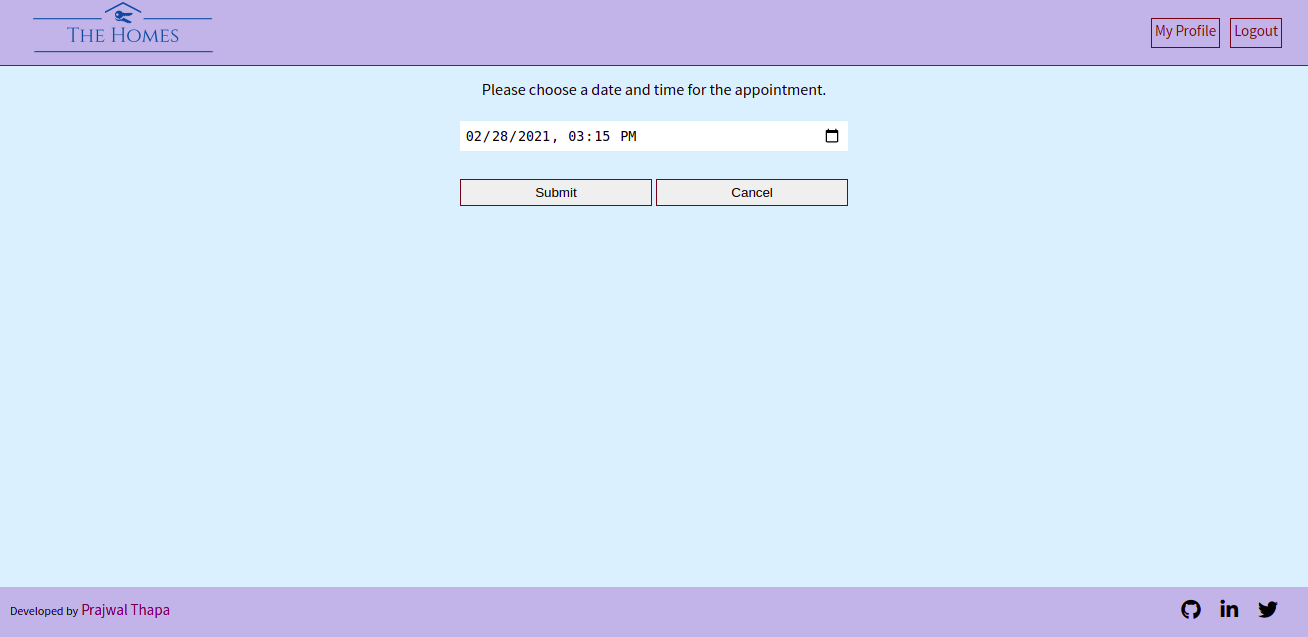 The Homes
My Profile Logout
Please choose a date and time for the appointment.
02/28/2021, 03:15 PM
Submit Cancel
Developed by Prajwal Thapa